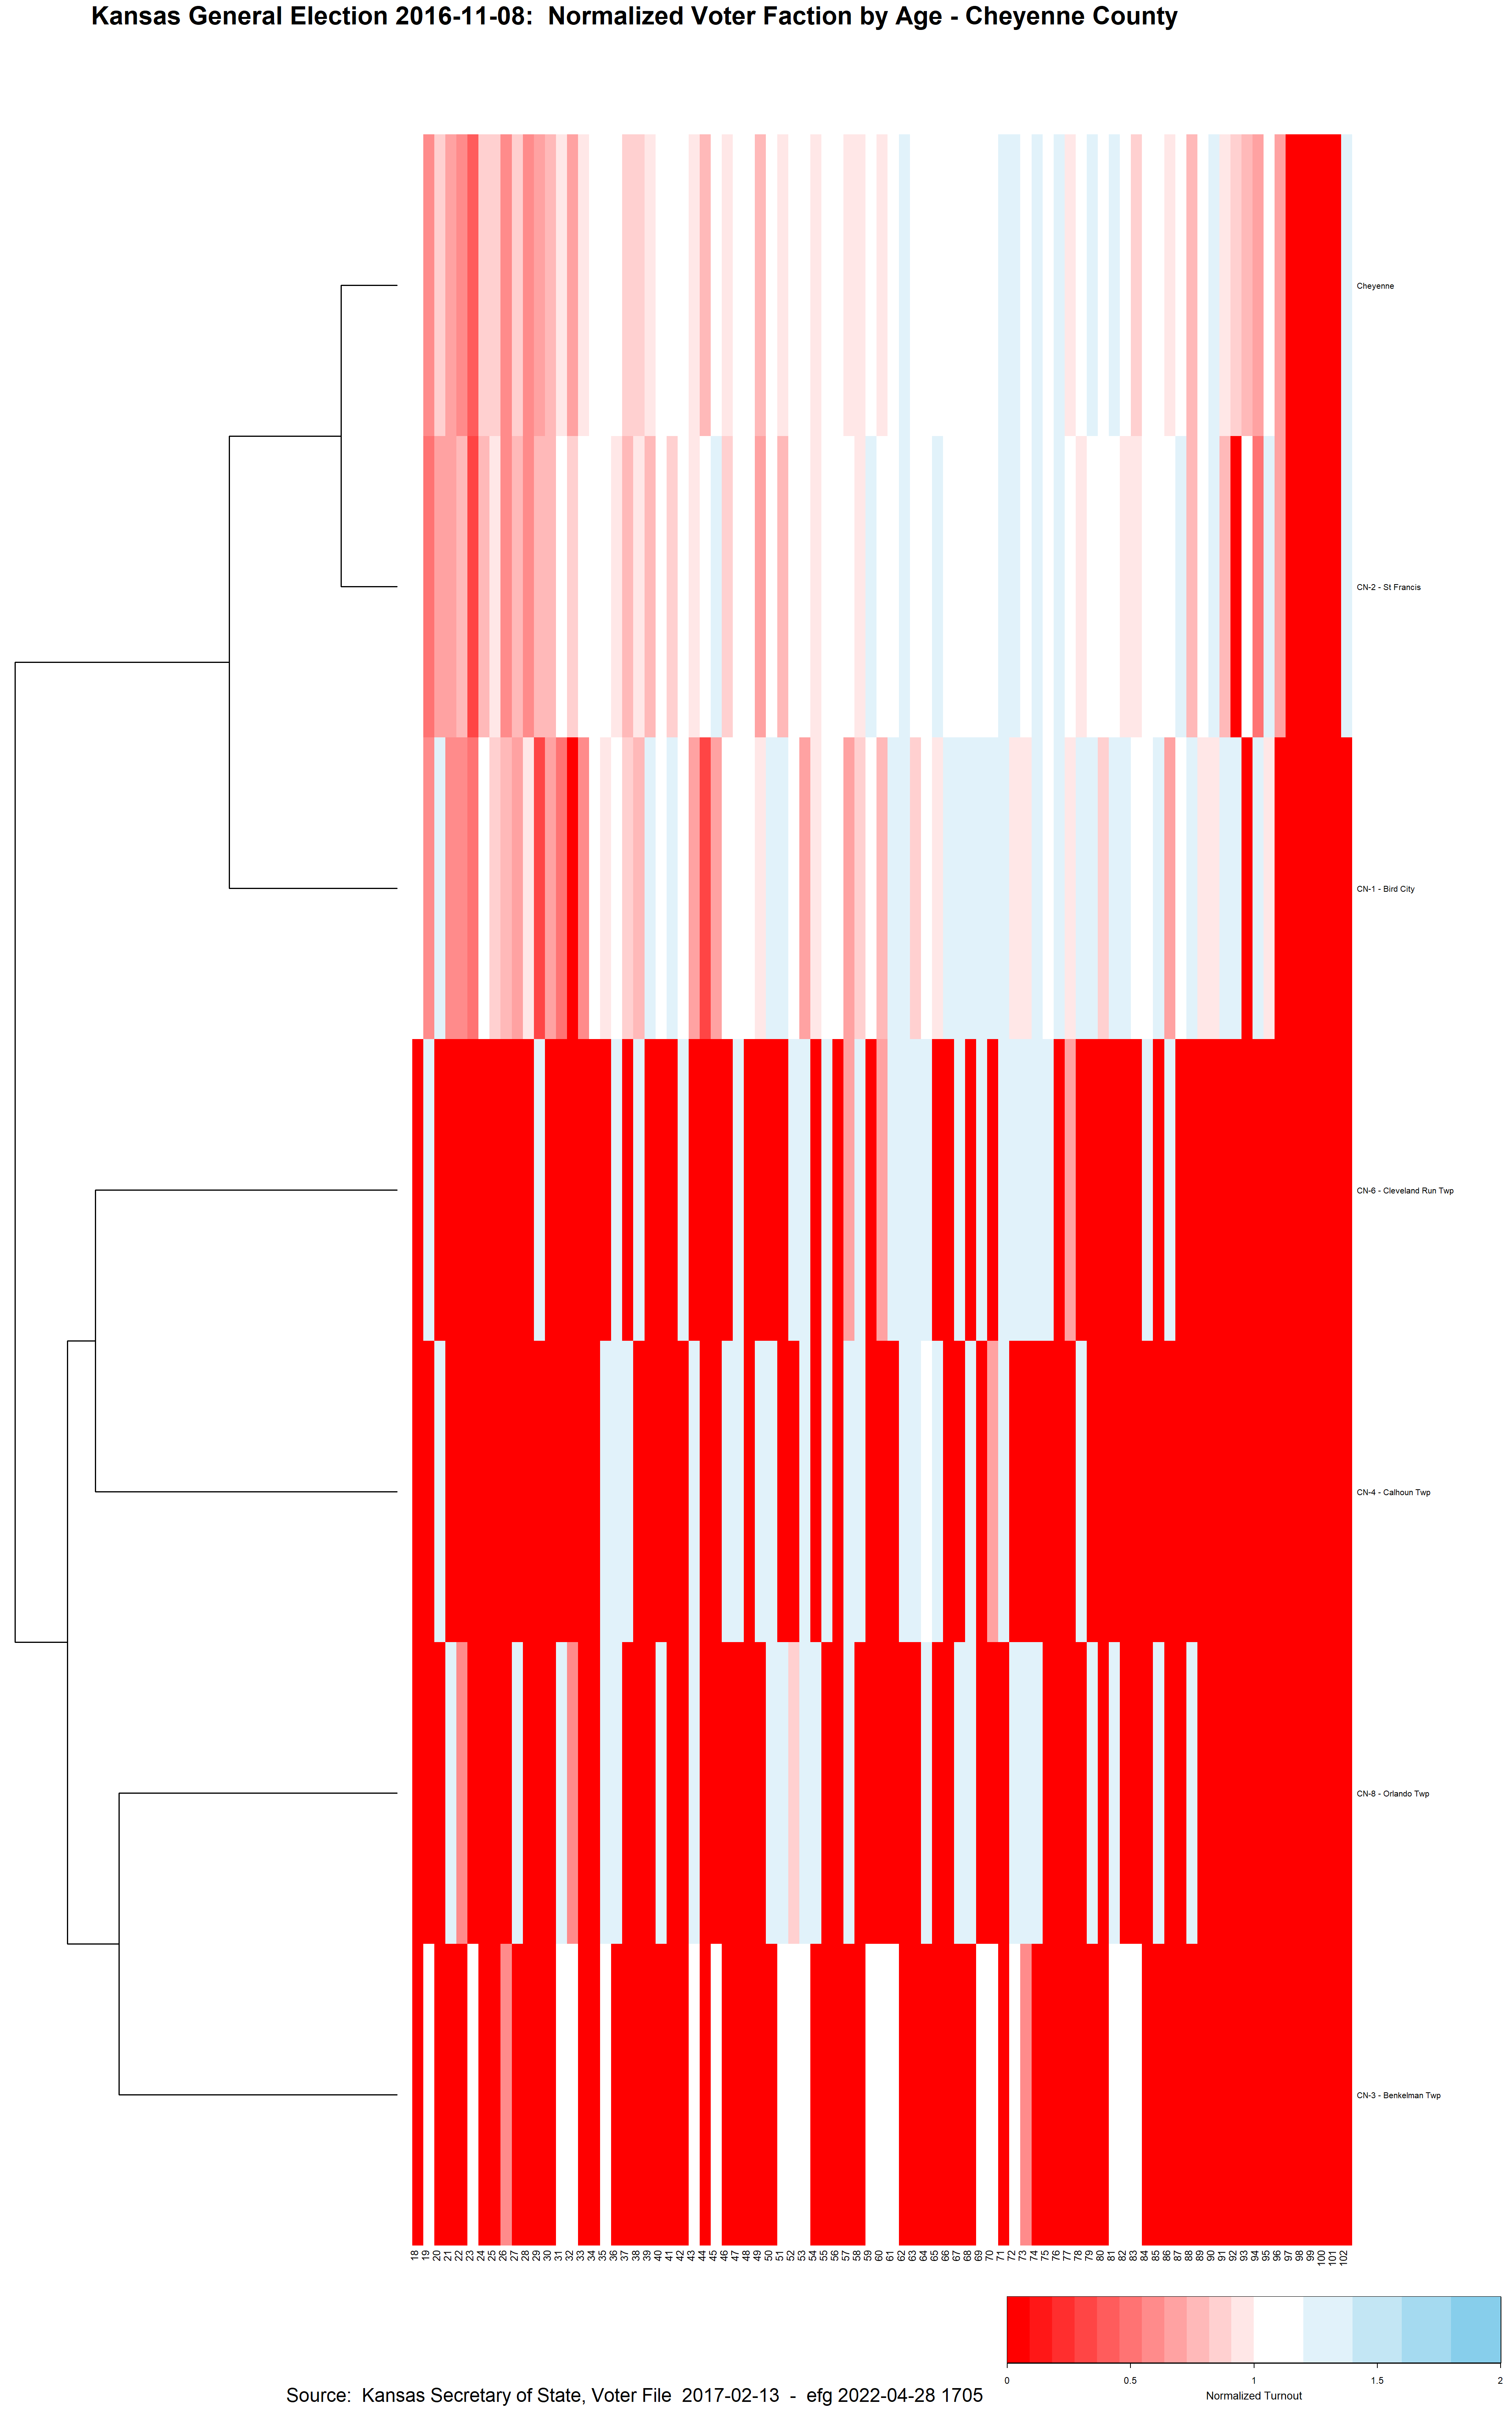 Kansas General Election 2016-11-08:  Normalized Voter Faction by Age - Cheyenne County
Cheyenne
CN-2 - St Francis
CN-1 - Bird City
CN-6 - Cleveland Run Twp
CN-4 - Calhoun Twp
CN-8 - Orlando Twp
CN-3 - Benkelman Twp
18 19 20 21 22 23 24 25 26 27 28 29 30 31 32 33 34 35 36 37 38 39 40 41 42 43 44 45 46 47 48 49 50 51 52 53 54 55 56 57 58 59 60 61 62 63 64 65 66 67 68 69 70 71 72 73 74 75 76 77 78 79 80 81 82 83 84 85 86 87 88 89 90 91 92 93 94 95 96 97 98 99 100 101 102
0 0.5 1 1.5 2
Normalized Turnout
Source:  Kansas Secretary of State, Voter File  2017-02-13  -  efg 2022-04-28 1705